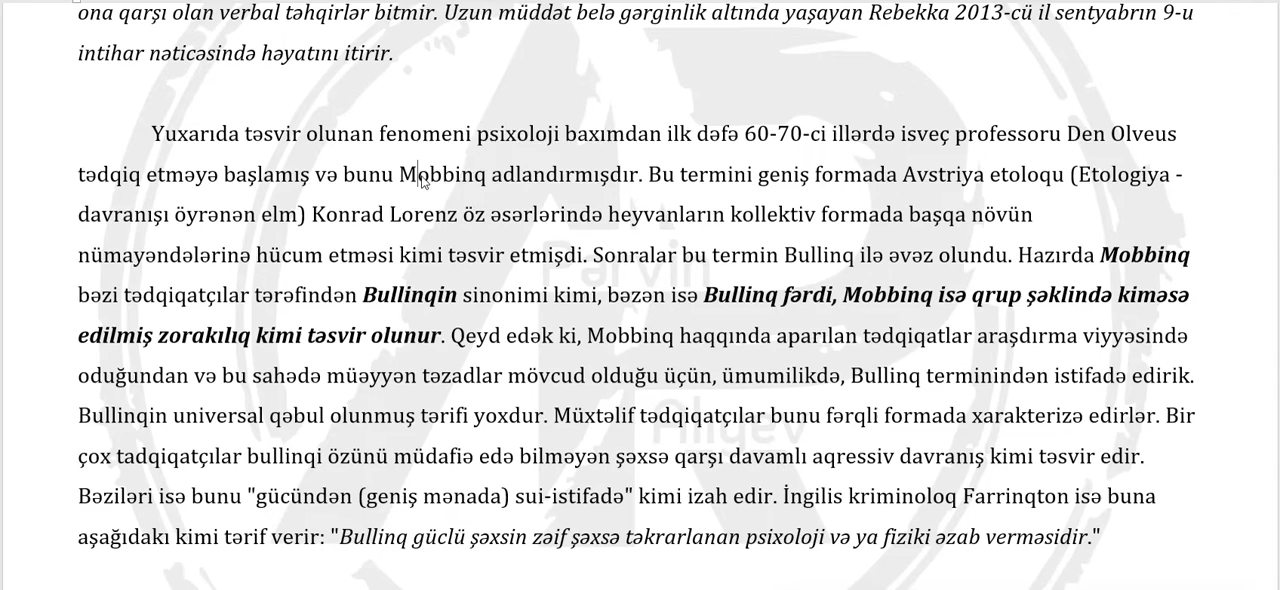 ona qarşı olan verbal təhqirlər bitmir. Uzun müddət belə gərginlik altında yaşayan Rebekka 2013-cü il sentyabrın 9-u
intihar nəticəsində həyatını itirir.
Yuxarıda təsvir olunan fenomeni psixoloji baxımdan ilk dəfə 60-70-ci illərdə isveç professoru Den Olveus
tədqiq etməyə başlamış və bunu Mobbinq adlandırmışdır. Bu termini geniş formada Avstriya etoloqu (Etologiya -
davranışı öyrənən elm) Konrad Lorenz öz əsərlərində heyvanların kollektiv formada başqa növün
nümayəndələrinə hücum etməsi kimi təsvir etmişdi. Sonralar bu termin Bullinq ilə əvəz olundu. Hazırda Mobbinq
bəzi tədqiqatçılar tərəfindən Bullinqin sinonimi kimi, bəzən isə Bullinq fərdi, Mobbinq isə qrup şəklində kiməsə
edilmiş zorakılıq kimi təsvir olunur. Qeyd edək ki, Mobbinq haqqında aparılan tədqiqatlar araşdırma viyyəsində
oduğundan və bu sahədə müəyyən təzadlar mövcud olduğu üçün, ümumilikdə, Bullinq terminindən istifadə edirik.
Bullinqin universal qəbul olunmuş tərifi yoxdur. Müxtəlif tədqiqatçılar bunu fərqli formada xarakterizə edirlər. Bir
çox tadqiqatçılar bullinqi özünü müdafiə edə bilməyən şəxsə qarşı davamlı aqressiv davranış kimi təsvir edir.
Bəziləri isə bunu "gücündən (geniş mənada) sui-istifadə" kimi izah edir. İngilis kriminoloq Farrinqton isə buna
aşağıdakı kimi tərif verir: "Bullinq güclü şəxsin zəif şəxsə təkrarlanan psixoloji və ya fiziki əzab verməsidir."
Parvin
Aliyev